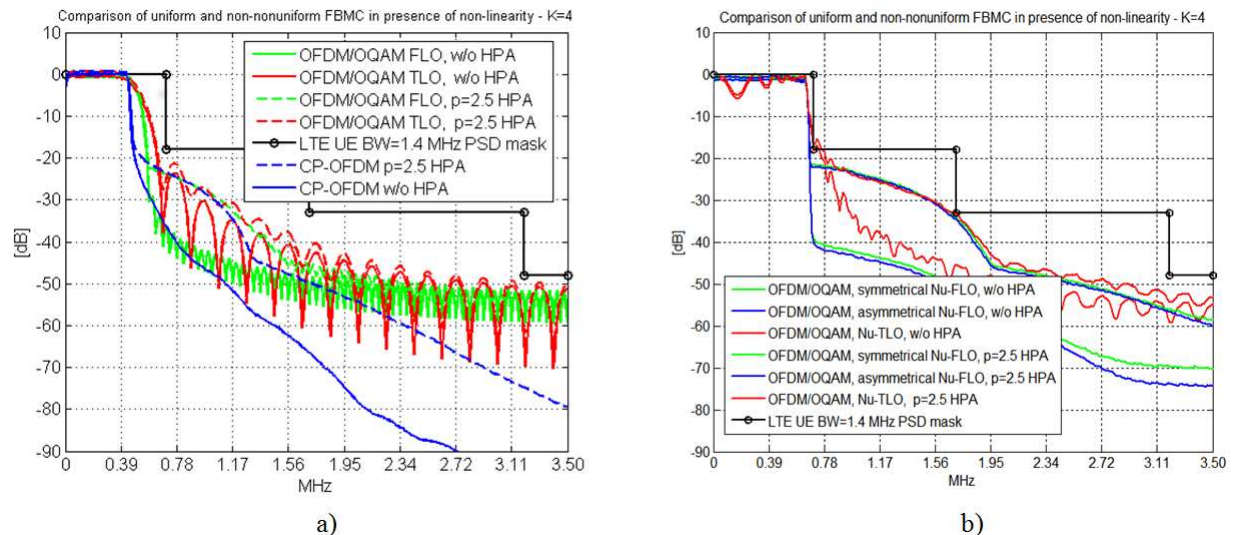 Comparison of uniform and non-nonuniform FBMC in presence of non-linearity - K=4
10
0
-10
-20
-30
-40
-50
-60
-70
-80
-90
[dB]
OFDM/OQAM FLO, w/o HPA
OFDM/OQAM TLO, w/o HPA
OFDM/OQAM FLO, p=2.5 HPA
OFDM/OQAM TLO, p=2.5 HPA
LTE UE BW=1.4 MHz PSD mask
CP-OFDM p=2.5 HPA
CP-OFDM w/o HPA
0 0.39 0.78 1.17 1.56 1.95 2.34 2.72 3.11 3.50
MHz
a)
Comparison of uniform and non-nonuniform FBMC in presence of non-linearity - K=4
10
0
-10
-20
-30
-40
-50
-60
-70
-80
-90
[dB]
OFDM/OQAM, symmetrical Nu-FLO, w/o HPA
OFDM/OQAM, asymmetrical Nu-FLO, w/o HPA
OFDM/OQAM, Nu-TLO, w/o HPA
OFDM/OQAM, symmetrical Nu-FLO, p=2.5 HPA
OFDM/OQAM, asymmetrical Nu-FLO, p=2.5 HPA
OFDM/OQAM, Nu-TLO, p=2.5 HPA
LTE UE BW=1.4 MHz PSD mask
0 0.39 0.78 1.17 1.56 1.95 2.34 2.72 3.11 3.50
MHz
b)